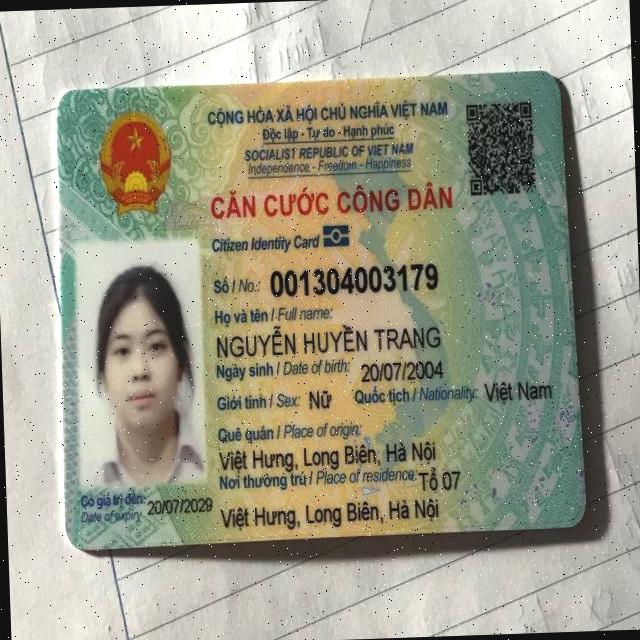 CỘNG HÒA XÃ HỘI CHỦ NGHĨA VIỆT NAM
Độc lập - Tự do - Hạnh phúc
SOCIALIST REPUBLIC OF VIET NAM
Independence - Freedom - Happiness
CĂN CƯỚC CÔNG DÂN
Citizen Identity Card
Số / No.: 001304003179
Họ và tên / Full name:
NGUYỄN HUYỀN TRANG
Ngày sinh / Date of birth: 20/07/2004
Giới tính / Sex: Nữ Quốc tịch / Nationality: Việt Nam
Quê quán / Place of origin:
Việt Hưng, Long Biên, Hà Nội
Nơi thường trú / Place of residence: Tổ 07
Việt Hưng, Long Biên, Hà Nội
Có giá trị đến: 20/07/2029
Date of expiry